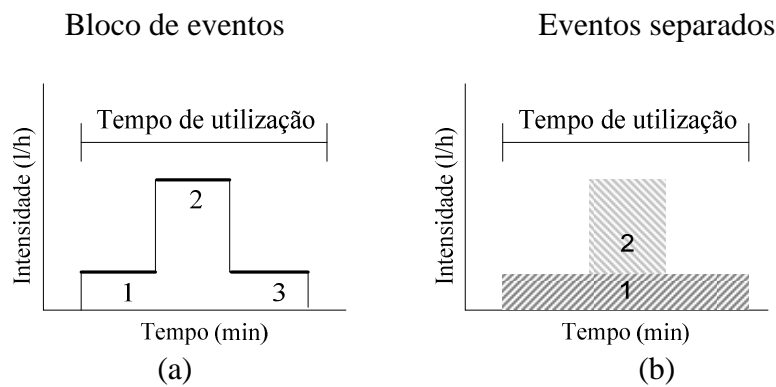 Bloco de eventos
Eventos separados
Tempo de utilização
Intensidade (l/h)
2
1
3
Tempo (min)
(a)
Tempo de utilização
Intensidade (l/h)
2
1
Tempo (min)
(b)